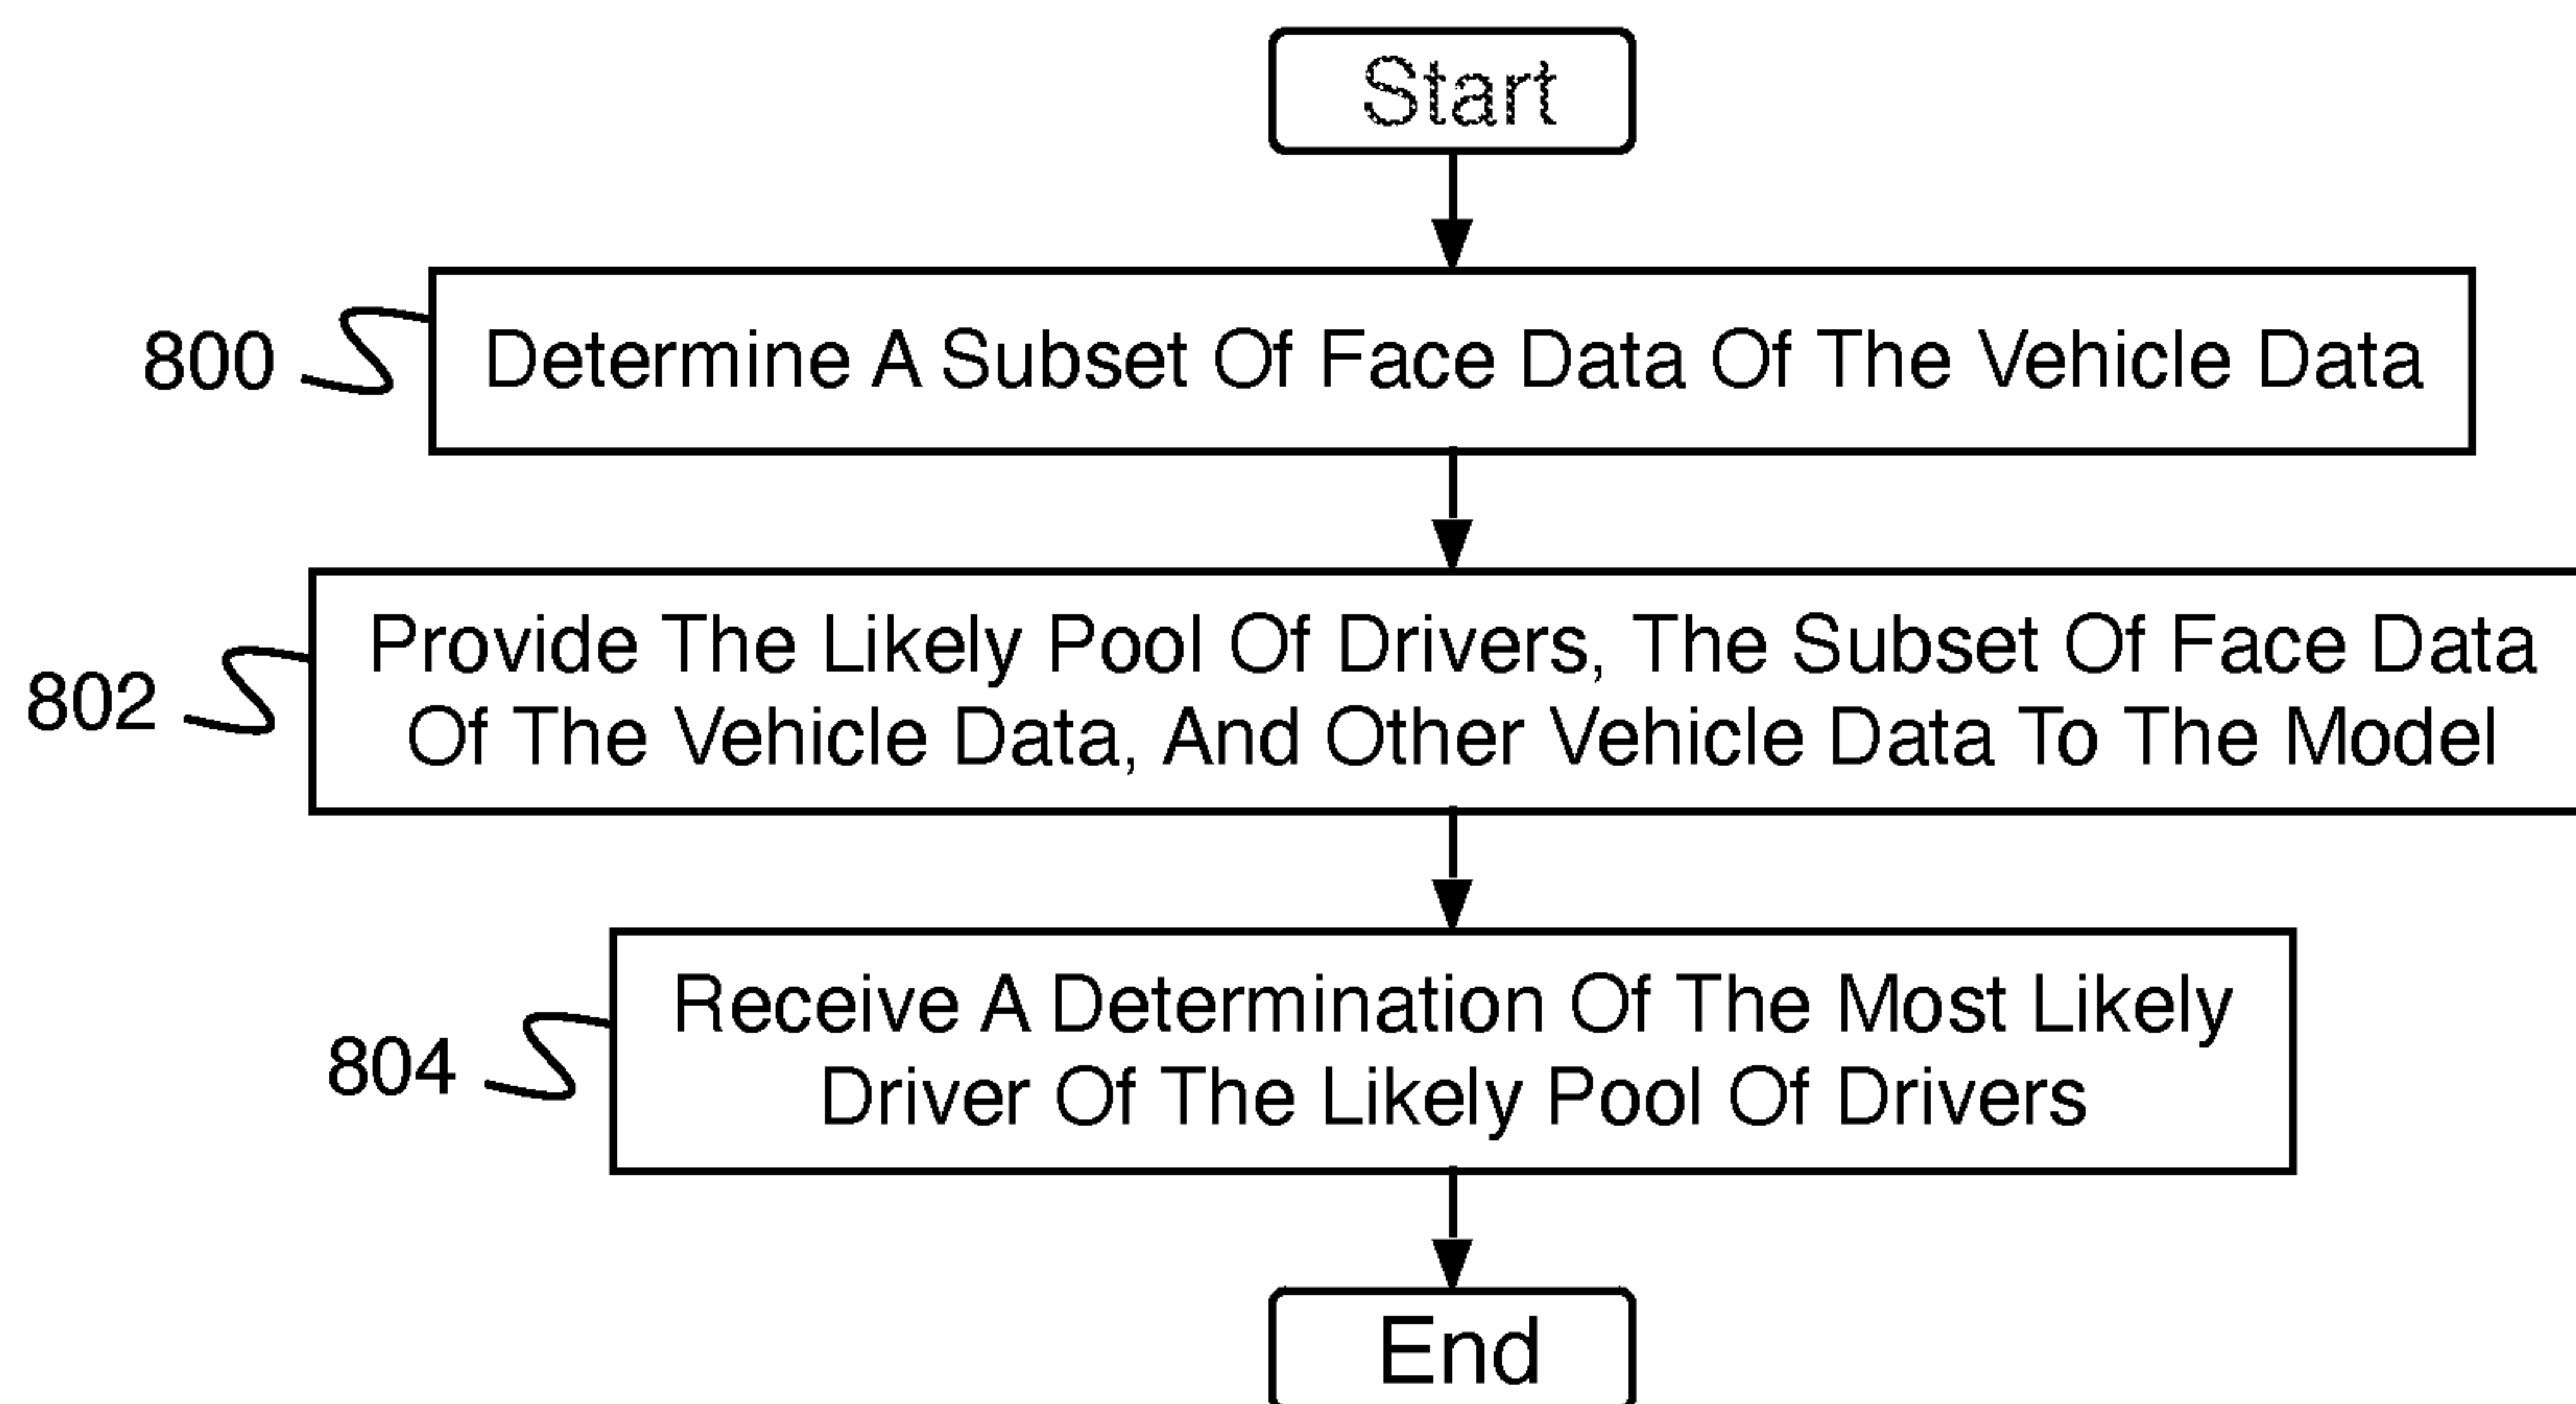 Start
800
Determine A Subset Of Face Data Of The Vehicle Data
802
Provide The Likely Pool Of Drivers, The Subset Of Face Data
Of The Vehicle Data, And Other Vehicle Data To The Model
804
Receive A Determination Of The Most Likely
Driver Of The Likely Pool Of Drivers
End